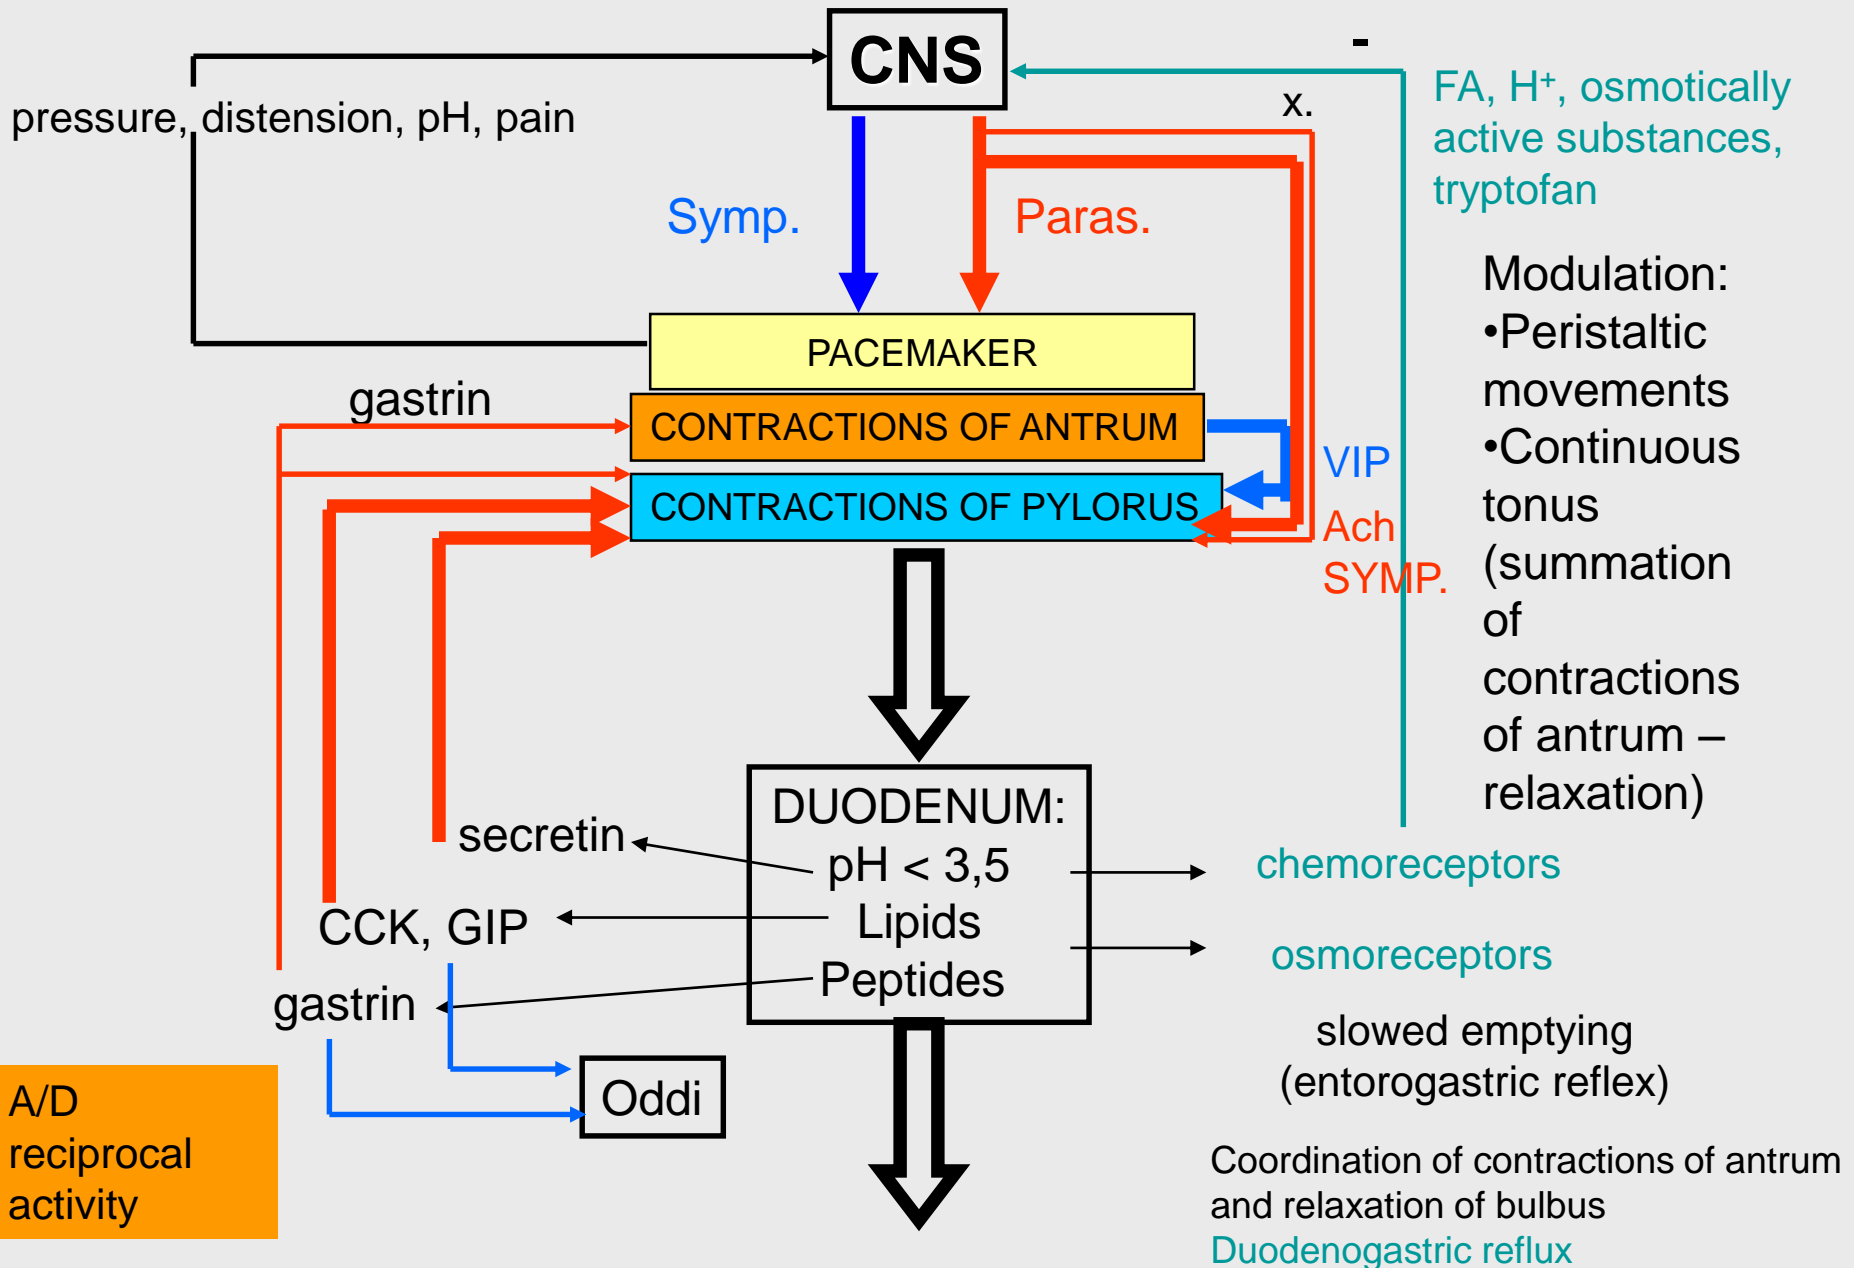 CNS
-
pressure, distension, pH, pain
x.
FA, H⁺, osmotically
active substances,
tryptofan
Symp.
Paras.
Modulation:
•Peristaltic
movements
•Continuous
tonus
(summation
of
contractions
of antrum –
relaxation)
PACEMAKER
gastrin
CONTRACTIONS OF ANTRUM
VIP
CONTRACTIONS OF PYLORUS
Ach
SYMP.
DUODENUM:
pH < 3,5
Lipids
Peptides
secretin
CCK, GIP
gastrin
chemoreceptors
osmoreceptors
slowed emptying
(entorogastric reflex)
Oddi
A/D
reciprocal
activity
Coordination of contractions of antrum
and relaxation of bulbus
Duodenogastric reflux